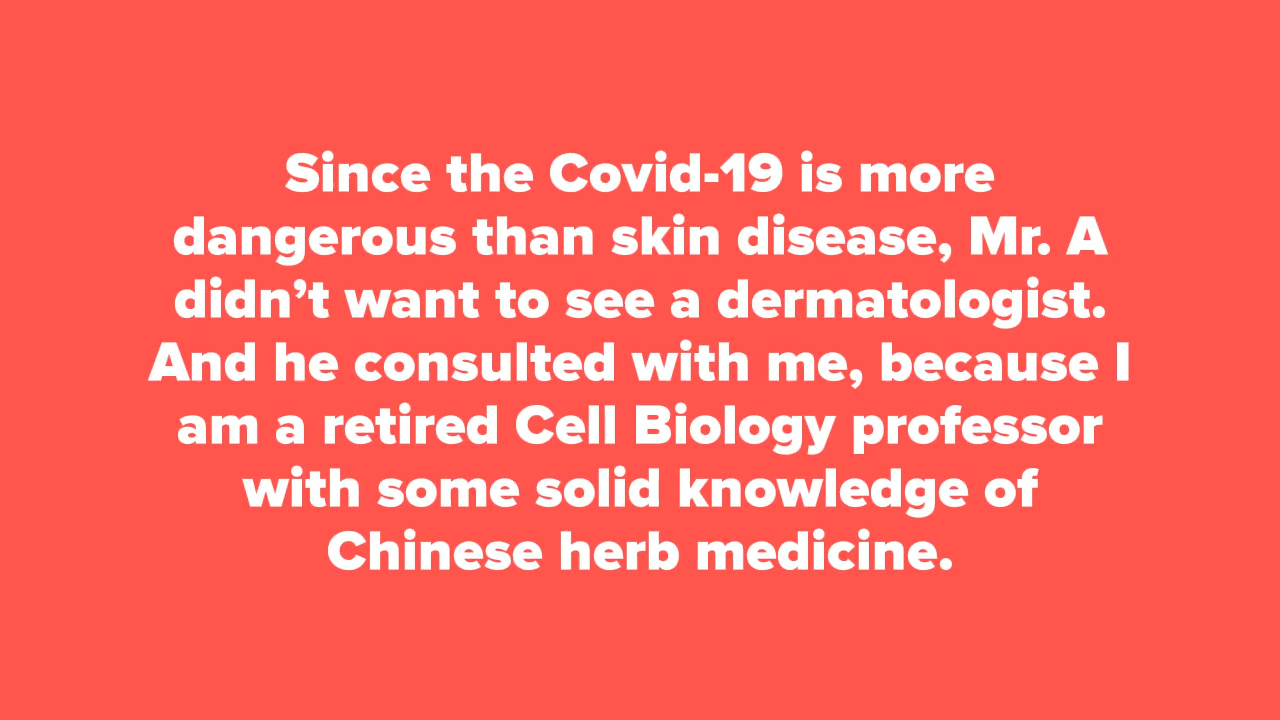 Since the Covid-19 is more
dangerous than skin disease, Mr. A
didn’t want to see a dermatologist.
And he consulted with me, because I
am a retired Cell Biology professor
with some solid knowledge of
Chinese herb medicine.